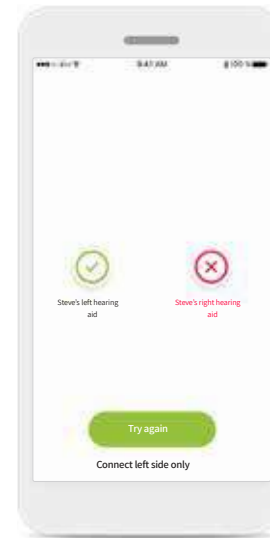 9:41 AM
100 %
Steve's left hearing
aid
Steve's right hearing
aid
Try again
Connect left side only